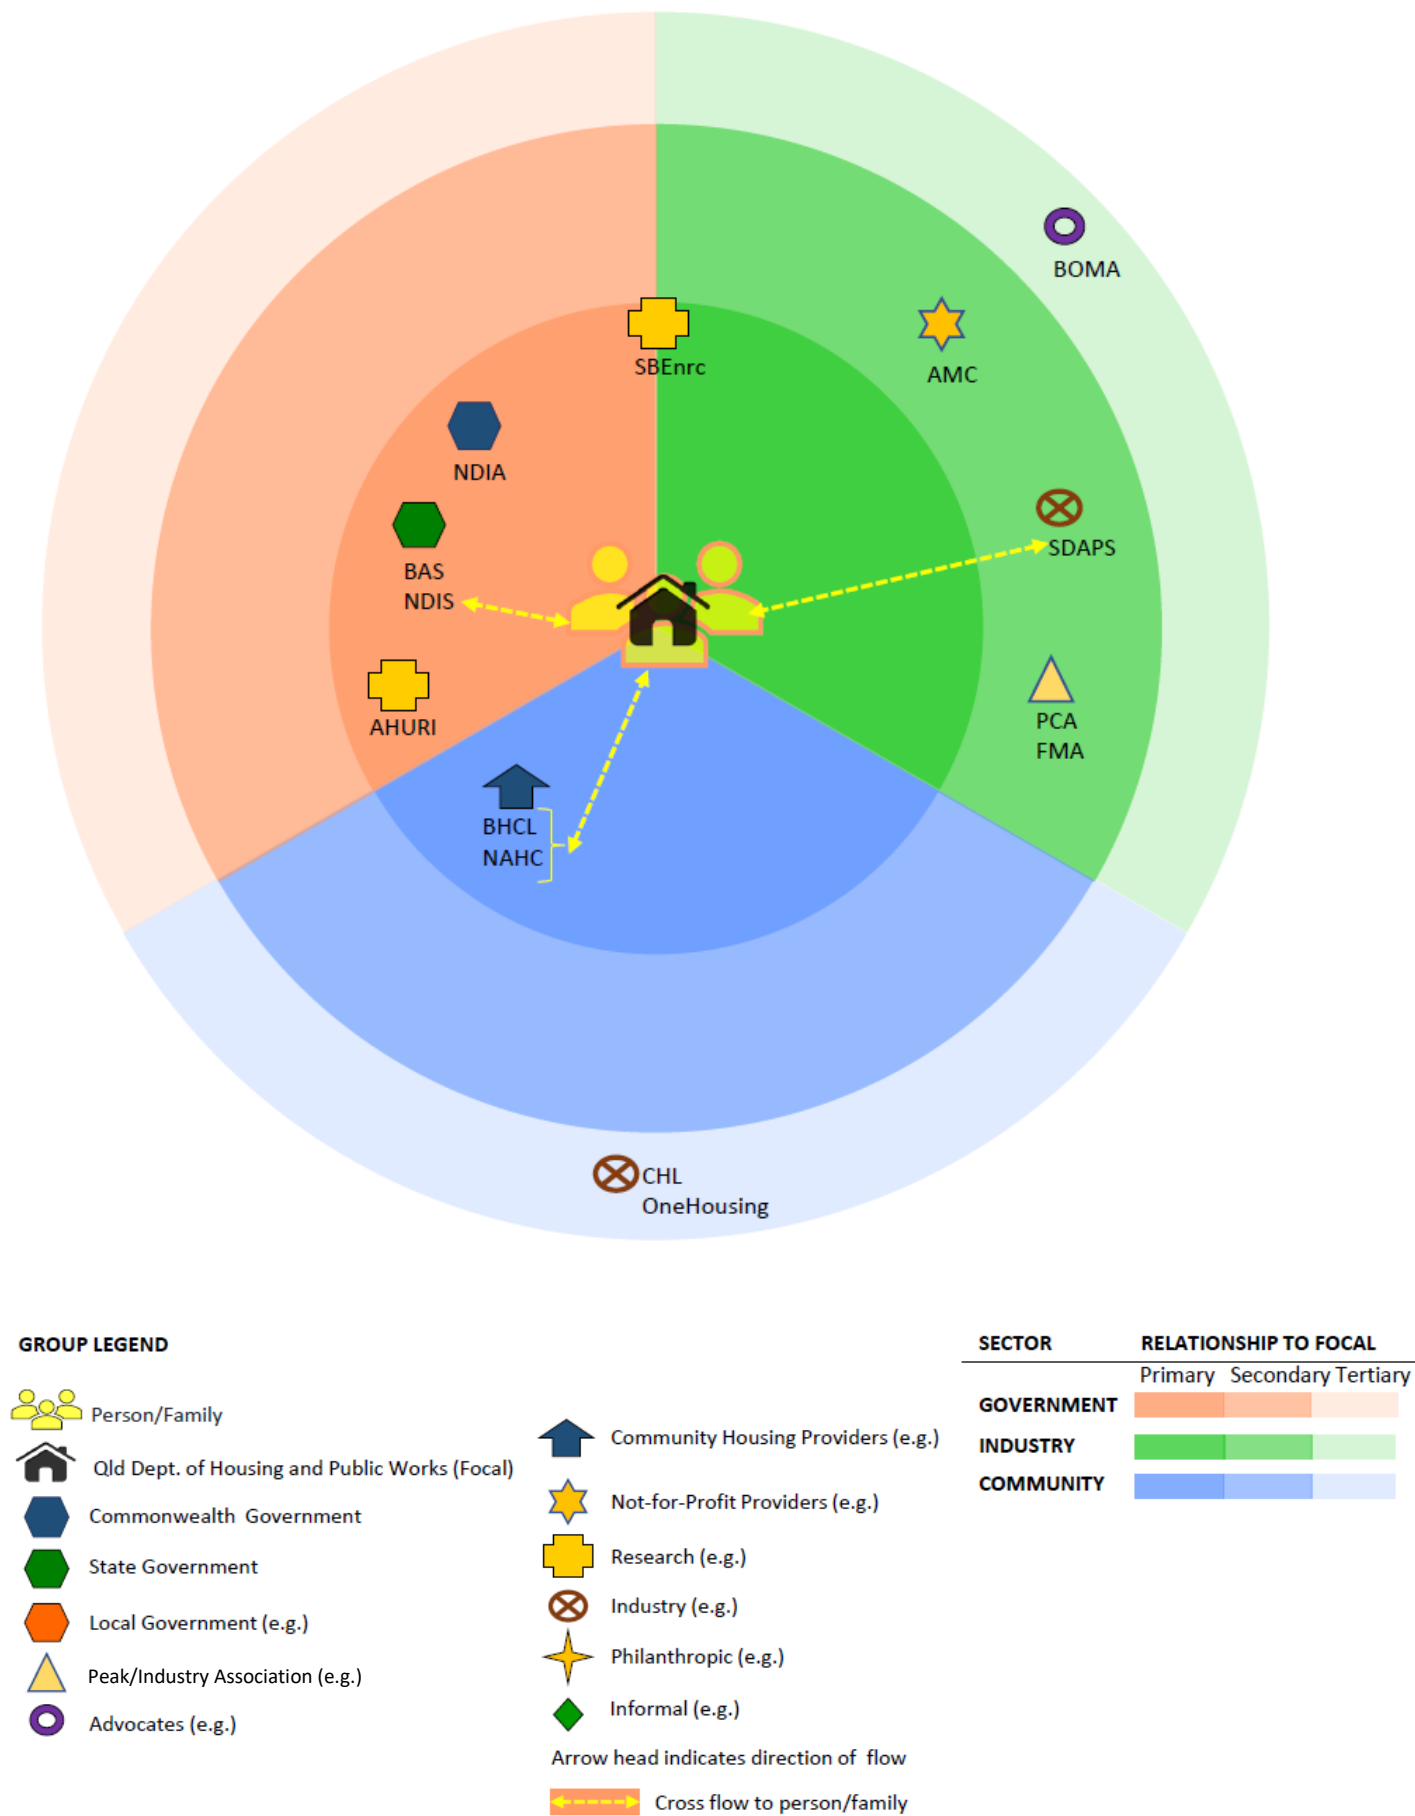 BOMA
SBEnrc
AMC
NDIA
SDAPS
BAS
NDIS
AHURI
PCA
FMA
BHCL
NAHC
CHL
OneHousing
GROUP LEGEND
Person/Family
Qld Dept. of Housing and Public Works (Focal)
Commonwealth Government
State Government
Local Government (e.g.)
Peak/Industry Association (e.g.)
Advocates (e.g.)
Community Housing Providers (e.g.)
Not-for-Profit Providers (e.g.)
Research (e.g.)
Industry (e.g.)
Philanthropic (e.g.)
Informal (e.g.)
Arrow head indicates direction of flow
Cross flow to person/family
SECTOR RELATIONSHIP TO FOCAL
Primary Secondary Tertiary
GOVERNMENT
INDUSTRY
COMMUNITY